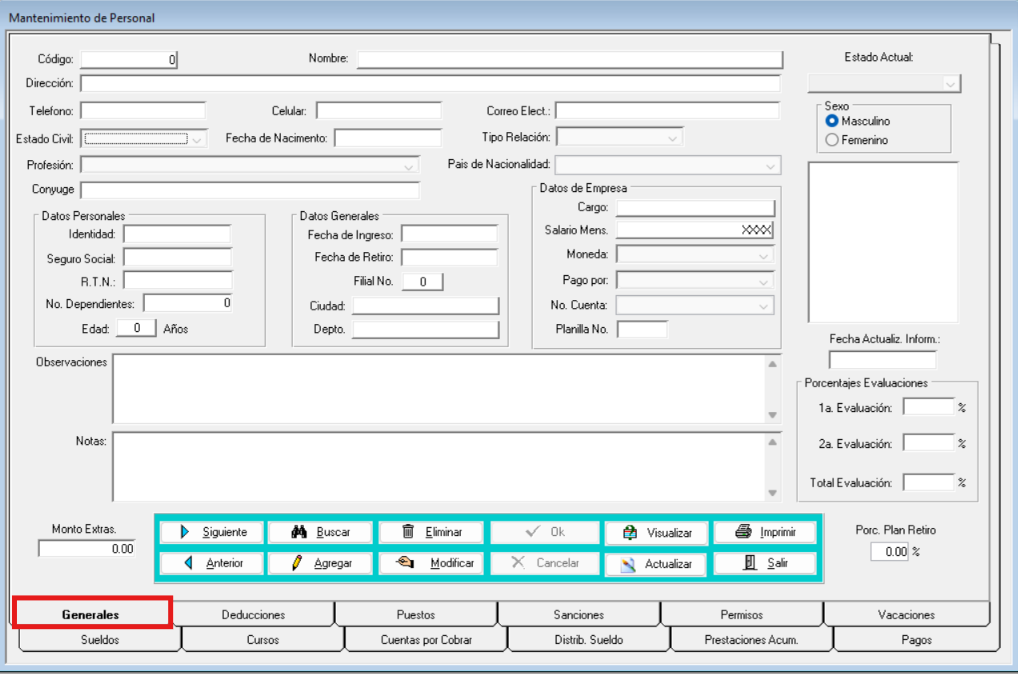 Mantenimiento de Personal
Código: 0 Nombre: Estado Actual:
Dirección:
Telefono: Celular: Correo Elect.: Sexo
Masculino
Estado Civil: Fecha de Nacimento: Tipo Relación: Femenino
Profesión: Pais de Nacionalidad:
Conyuge Datos de Empresa
Cargo:
Datos Personales Datos Generales
Identidad: Fecha de Ingreso: Salario Mens. XXXX
Seguro Social: Fecha de Retiro: Moneda:
R.T.N.: Filial No. 0 Pago por:
No. Dependientes: 0 Ciudad: No. Cuenta:
Edad: 0 Años Depto. Planilla No.
Fecha Actualiz. Inform.:
Observaciones
Porcentajes Evaluaciones
1a. Evaluación: %
Notas: 2a. Evaluación: %
Total Evaluación: %
Monto Extras. Siguiente Buscar Eliminar Ok Visualizar Imprimir Porc. Plan Retiro
0.00 Anterior Agregar Modificar Cancelar Actualizar Salir 0.00 %
Generales Deducciones Puestos Sanciones Permisos Vacaciones
Sueldos Cursos Cuentas por Cobrar Distrib. Sueldo Prestaciones Acum. Pagos